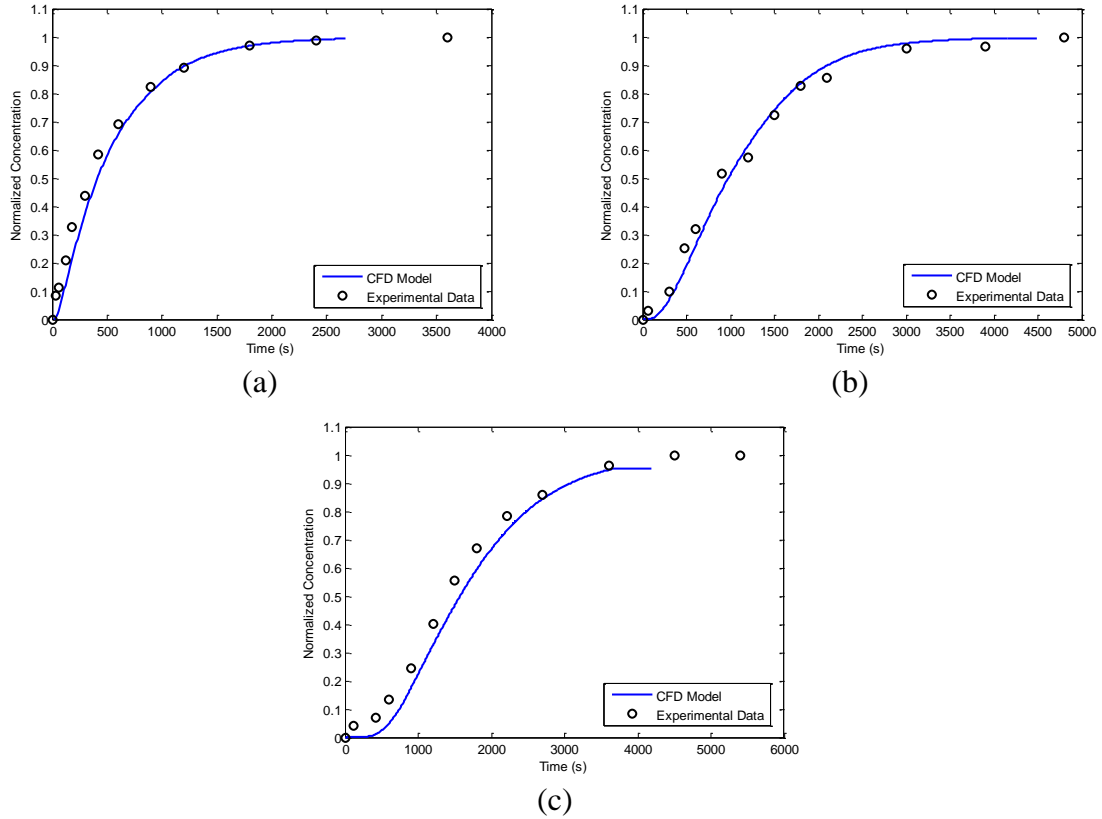 1.1
1
0.9
0.8
0.7
0.6
0.5
0.4
0.3
0.2
0.1
0
Normalized Concentration
CFD Model
Experimental Data
0 500 1000 1500 2000 2500 3000 3500 4000
Time (s)
(a)
1.1
1
0.9
0.8
0.7
0.6
0.5
0.4
0.3
0.2
0.1
0
Normalized Concentration
CFD Model
Experimental Data
0 500 1000 1500 2000 2500 3000 3500 4000 4500 5000
Time (s)
(b)
1.1
1
0.9
0.8
0.7
0.6
0.5
0.4
0.3
0.2
0.1
0
Normalized Concentration
CFD Model
Experimental Data
0 1000 2000 3000 4000 5000 6000
Time (s)
(c)